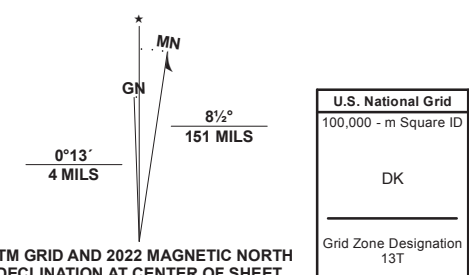 ★
MN
GN
8½°
151 MILS
0°13´
4 MILS
TM GRID AND 2022 MAGNETIC NORTH
DECLINATION AT CENTER OF SHEET
U.S. National Grid
100,000 - m Square ID
DK
Grid Zone Designation
13T